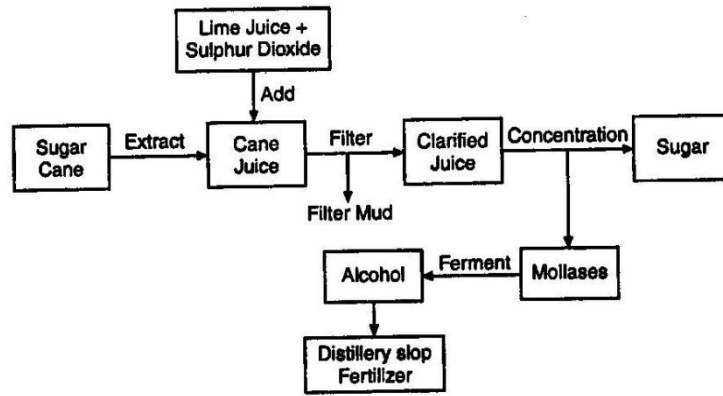 Lime Juice +
Sulphur Dioxide
Add
Sugar
Cane
Extract
Cane
Juice
Filter
Filter Mud
Clarified
Juice
Concentration
Sugar
Mollases
Ferment
Alcohol
Distillery slop
Fertilizer